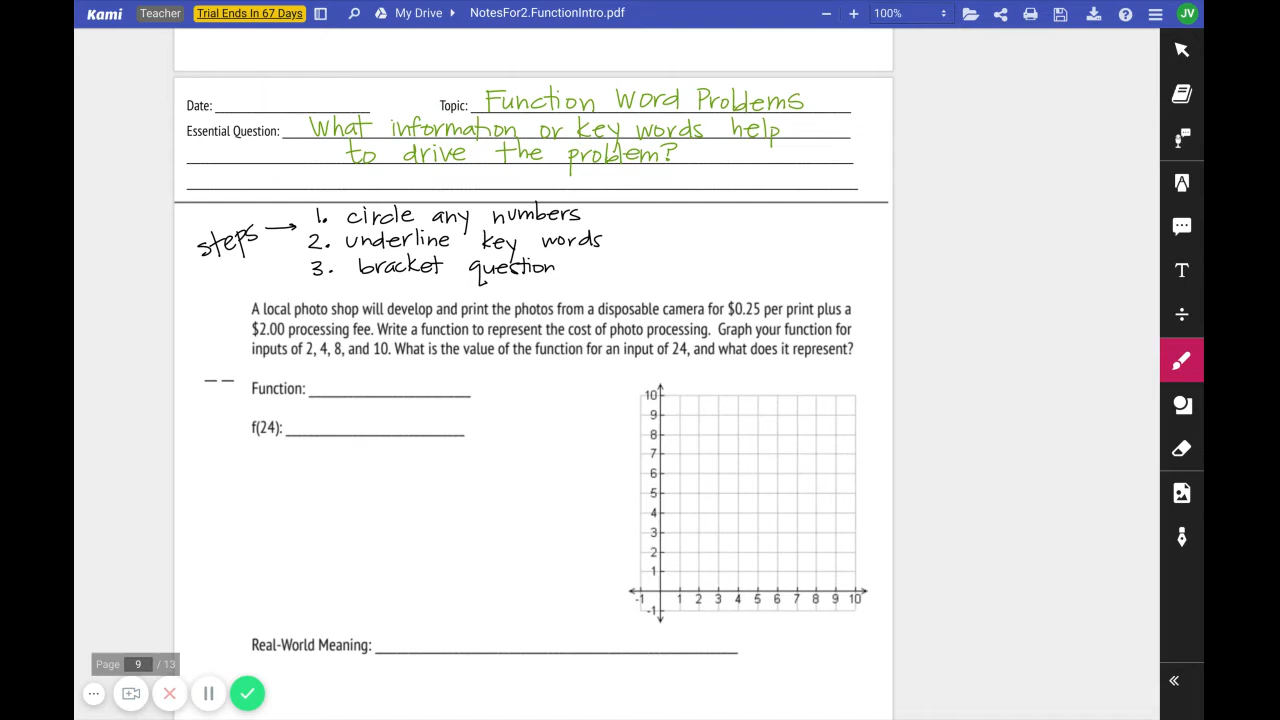 Kami Teacher Trial Ends In 67 Days My Drive NotesFor2.FunctionIntro.pdf 100% JV
Date: Topic: Function Word Problems
Essential Question: What information or key words help
to drive the problem?
steps 1. circle any numbers
2. underline key words
3. bracket question
A local photo shop will develop and print the photos from a disposable camera for $0.25 per print plus a
$2.00 processing fee. Write a function to represent the cost of photo processing. Graph your function for
inputs of 2, 4, 8, and 10. What is the value of the function for an input of 24, and what does it represent?
Function:
f(24):
10
9
8
7
6
5
4
3
2
1
-1 1 2 3 4 5 6 7 8 9 10
-1
Real-World Meaning:
Page 9 / 13